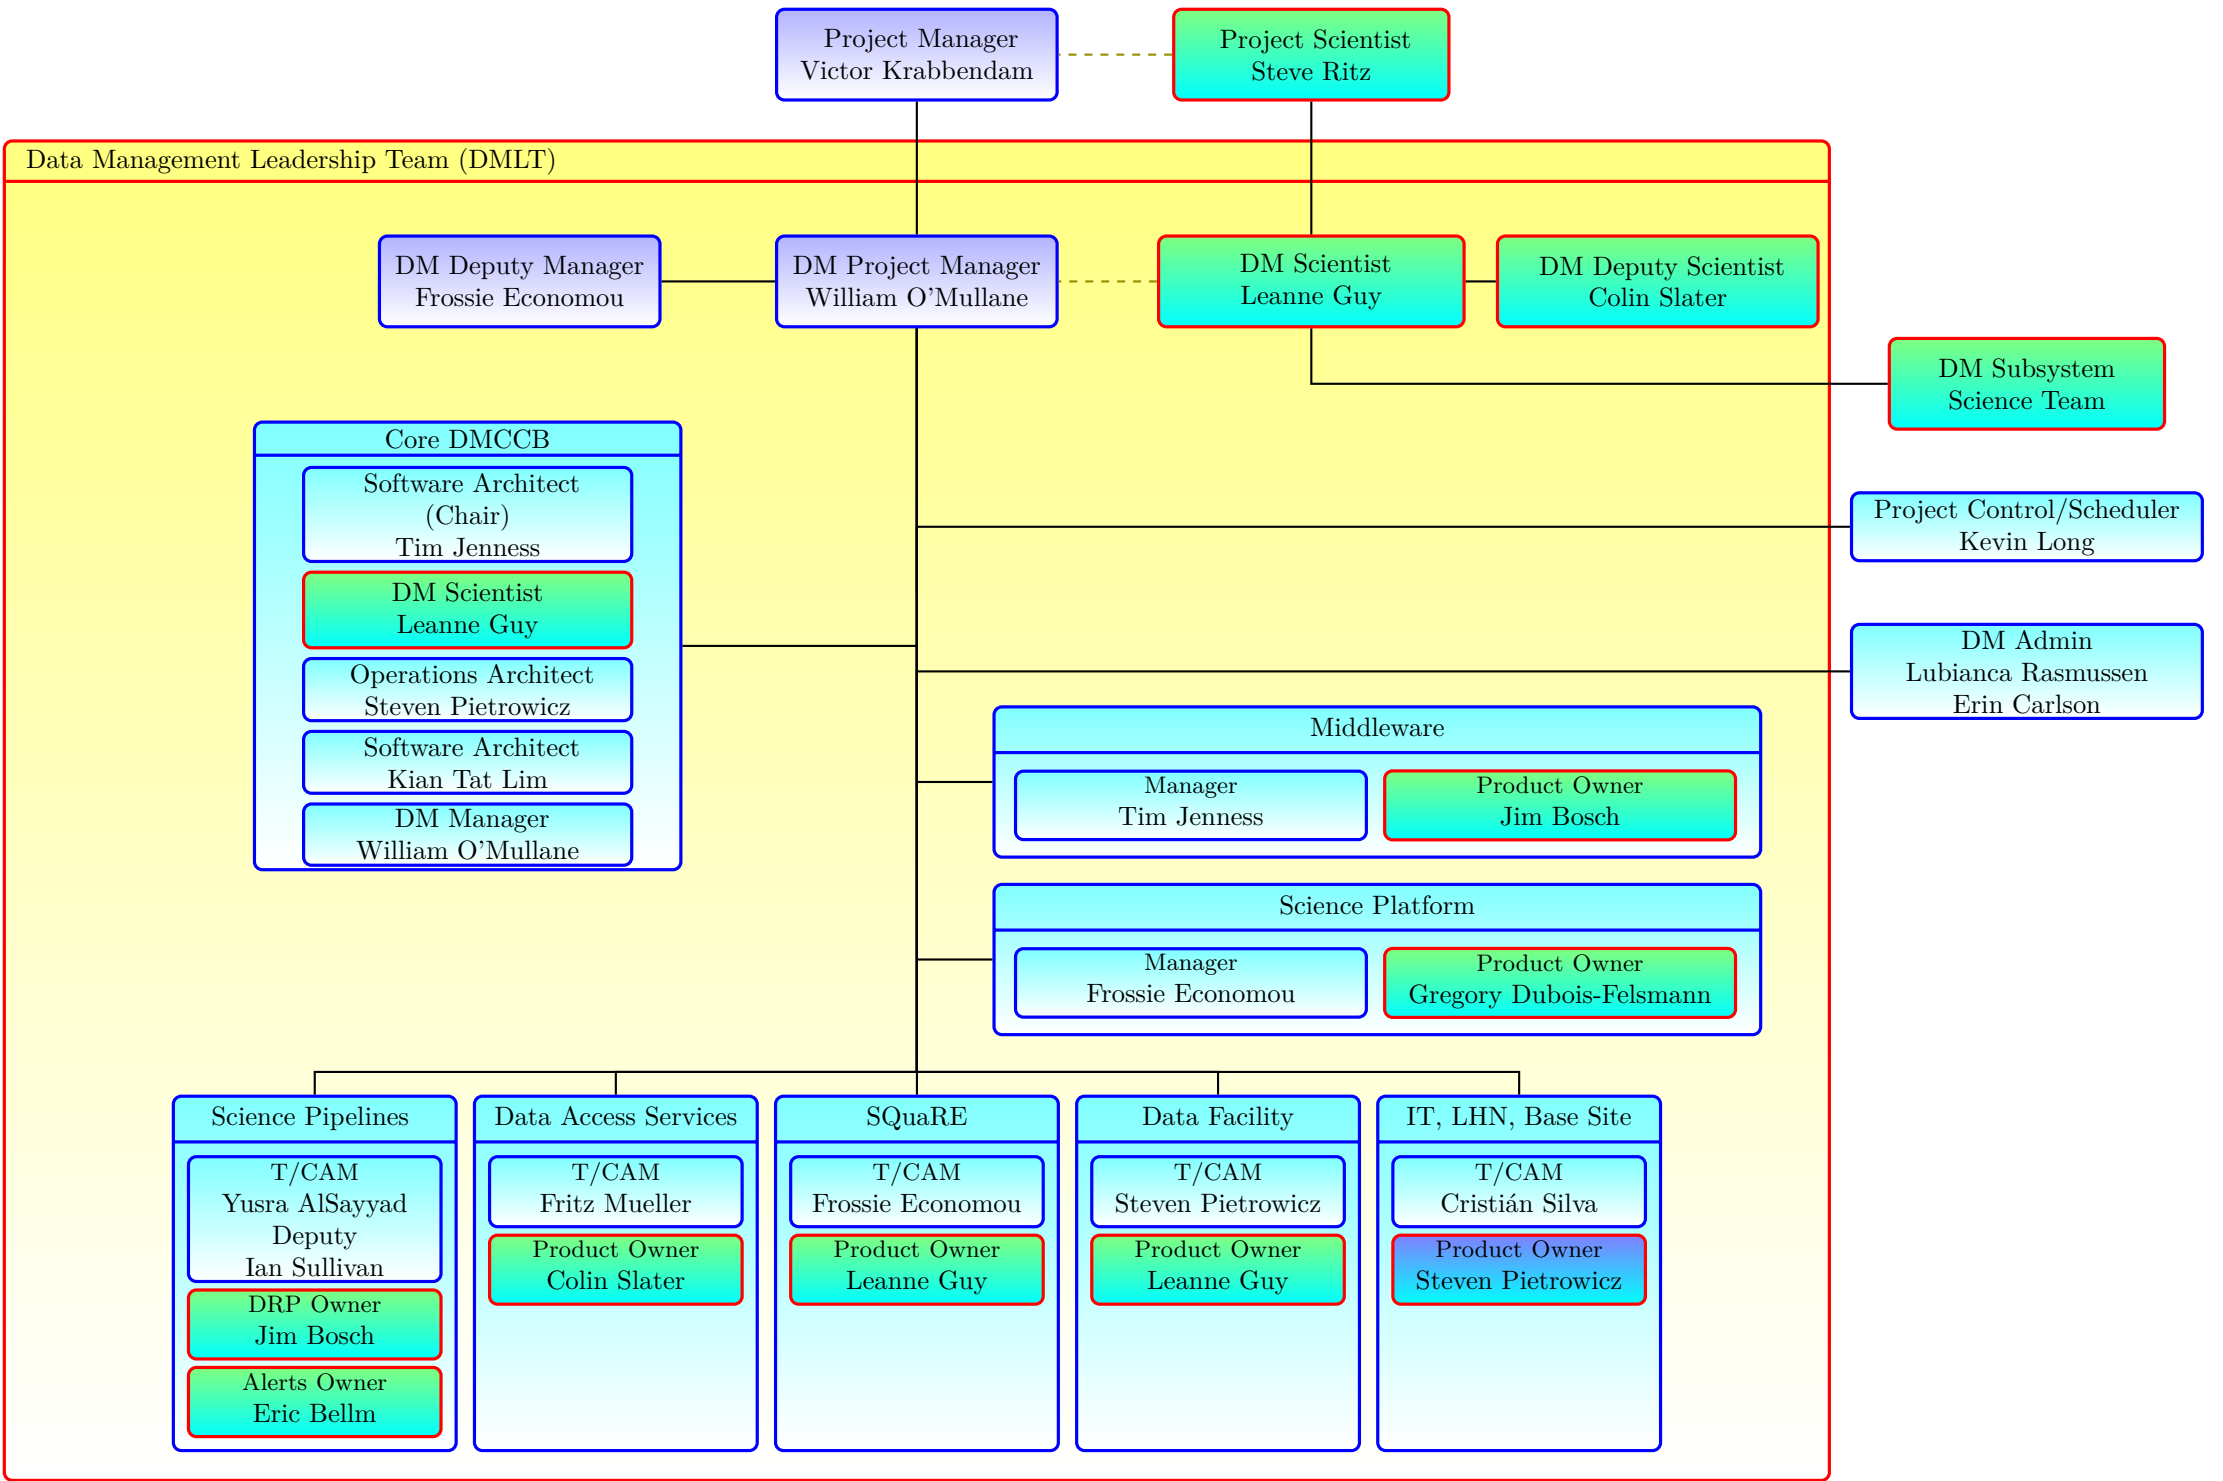 Project Manager
Victor Krabbendam
Project Scientist
Steve Ritz
Data Management Leadership Team (DMLT)
DM Deputy Manager
Frossie Economou
DM Project Manager
William O'Mullane
DM Scientist
Leanne Guy
DM Deputy Scientist
Colin Slater
DM Subsystem
Science Team
Core DMCCB
Software Architect
(Chair)
Tim Jenness
DM Scientist
Leanne Guy
Operations Architect
Steven Pietrowicz
Software Architect
Kian Tat Lim
DM Manager
William O'Mullane
Project Control/Scheduler
Kevin Long
DM Admin
Lubianca Rasmussen
Erin Carlson
Middleware
Manager
Tim Jenness
Product Owner
Jim Bosch
Science Platform
Manager
Frossie Economou
Product Owner
Gregory Dubois-Felsmann
Science Pipelines
T/CAM
Yusra AlSayyad
Deputy
Ian Sullivan
DRP Owner
Jim Bosch
Alerts Owner
Eric Bellm
Data Access Services
T/CAM
Fritz Mueller
Product Owner
Colin Slater
SQuaRE
T/CAM
Frossie Economou
Product Owner
Leanne Guy
Data Facility
T/CAM
Steven Pietrowicz
Product Owner
Leanne Guy
IT, LHN, Base Site
T/CAM
Cristián Silva
Product Owner
Steven Pietrowicz